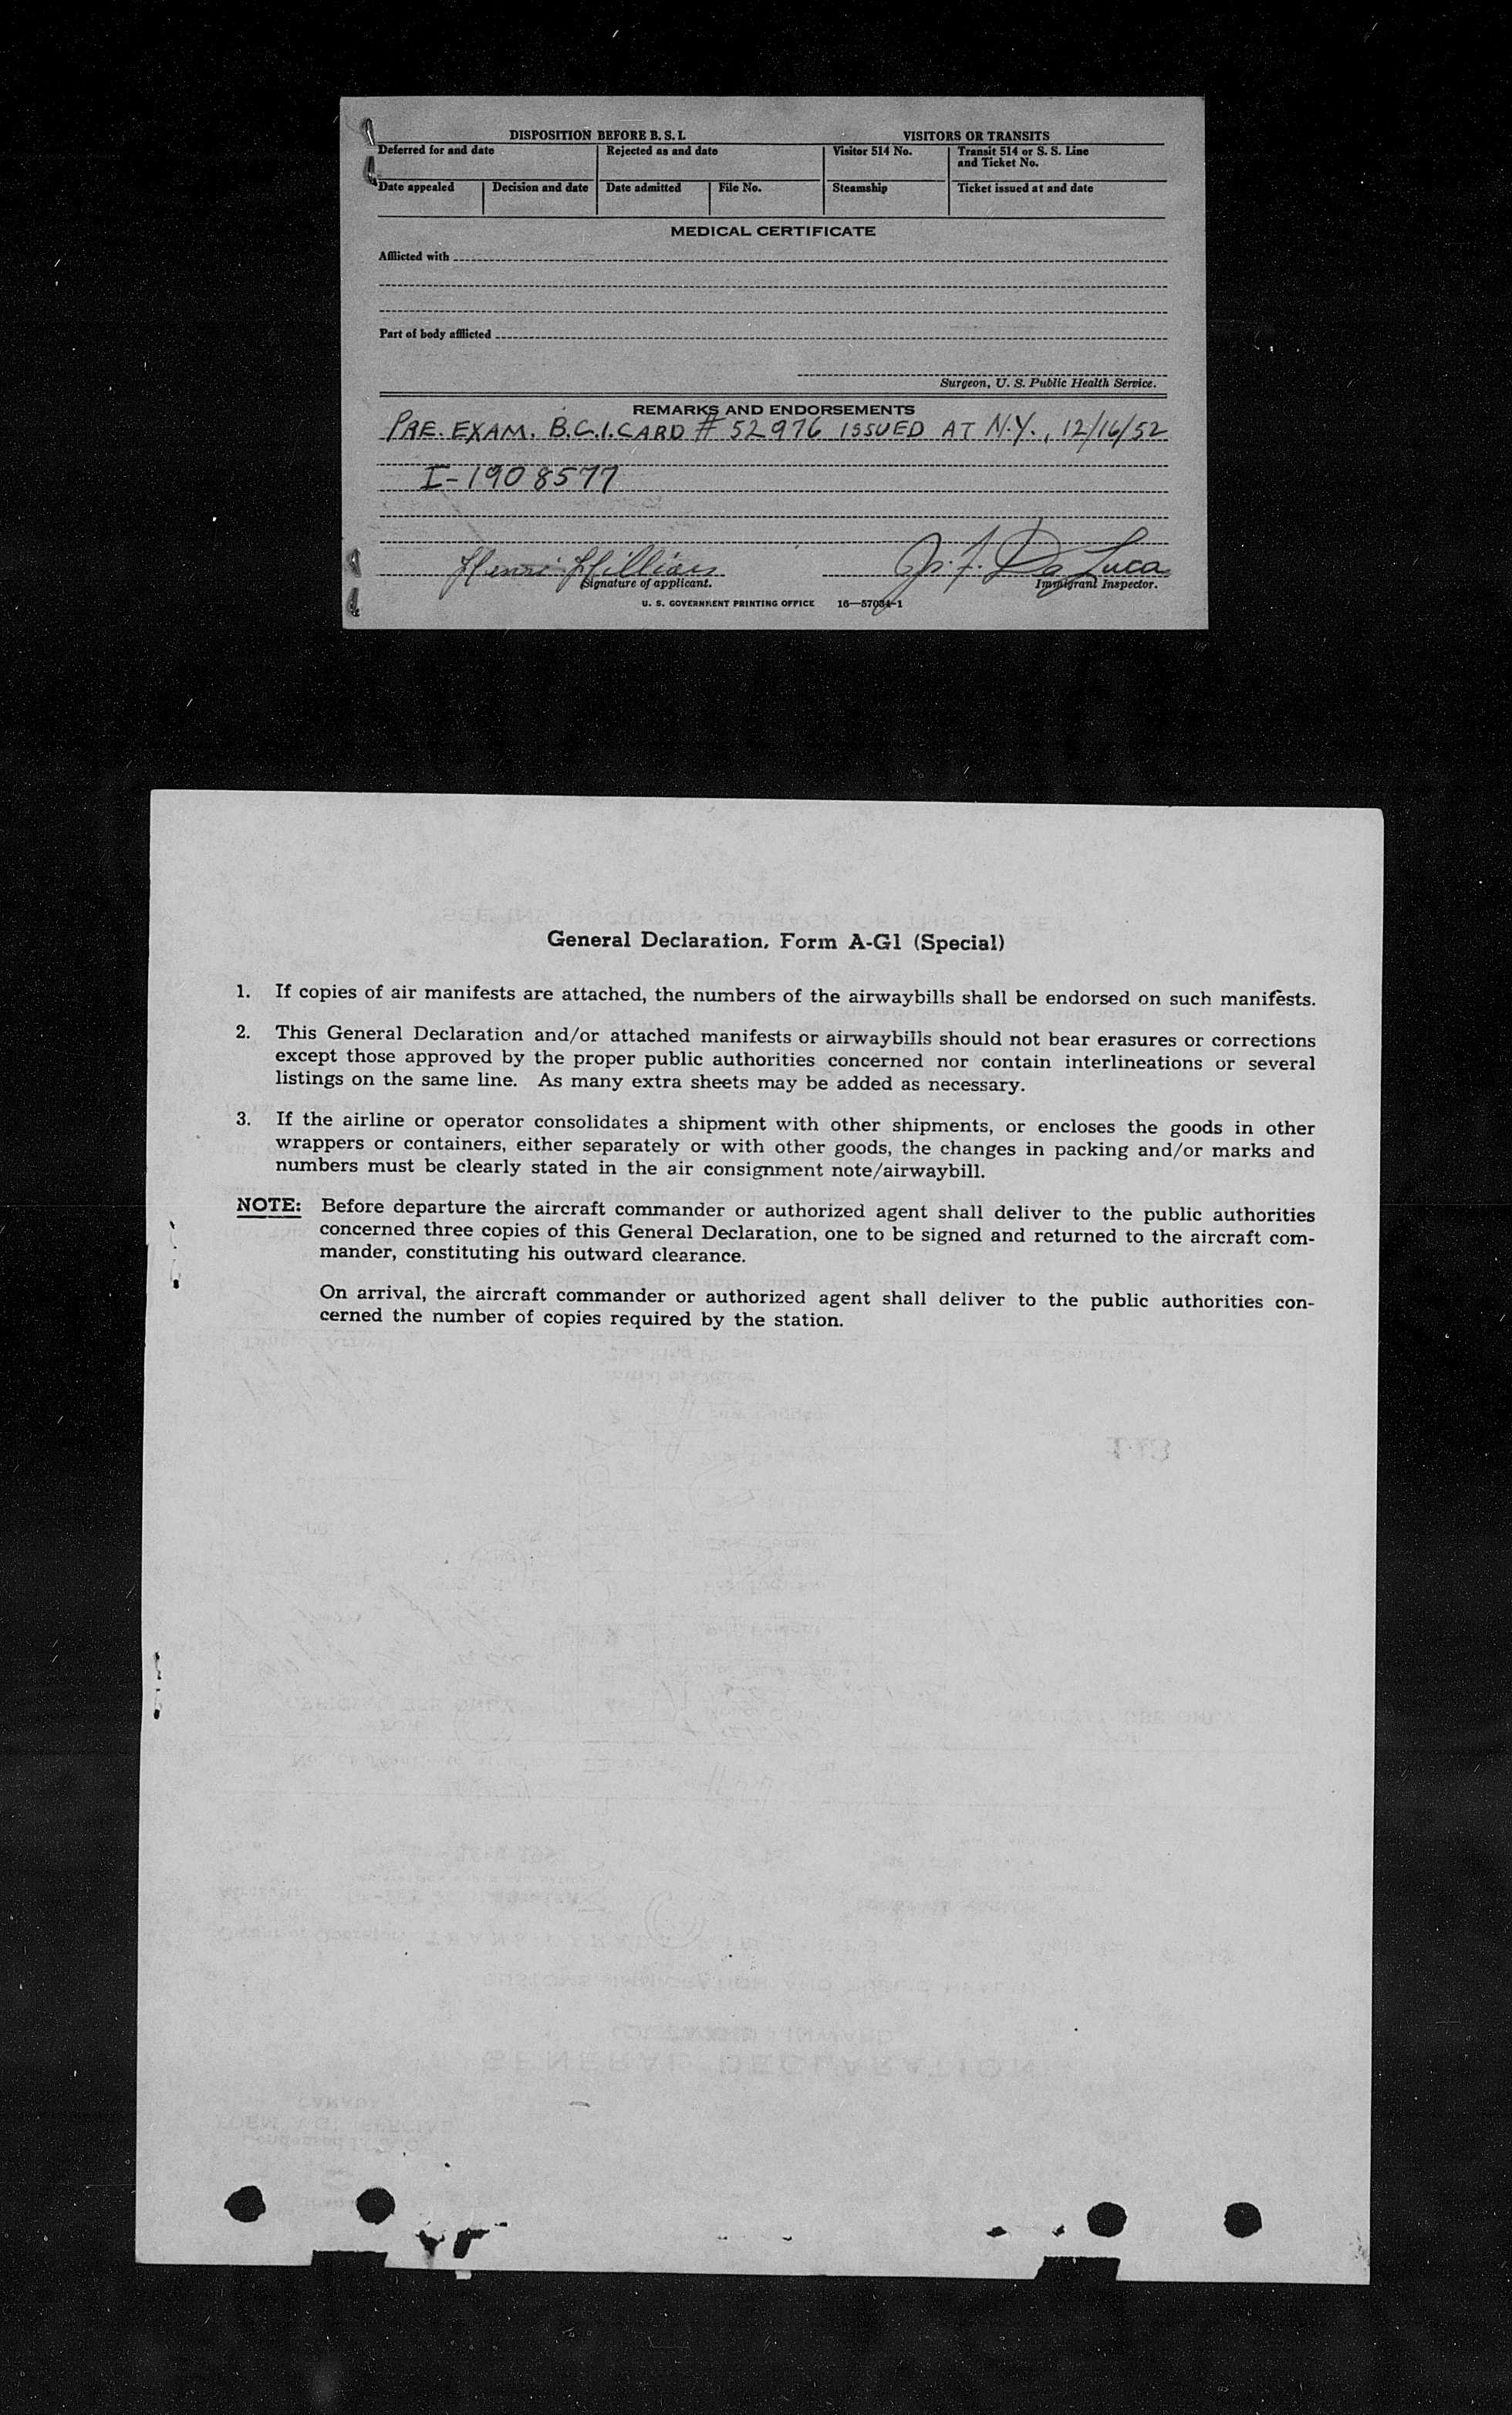 DISPOSITION BEFORE B. S. I.
VISITORS OR TRANSITS
Deferred for and date
Rejected as and date
Visitor 514 No.
Transit 514 or S. S. Line
and Ticket No.
Date appealed
Decision and date
Date admitted
File No.
Steamship
Ticket issued at and date
MEDICAL CERTIFICATE
Afflicted with
Part of body afflicted
Surgeon, U. S. Public Health Service.
REMARKS AND ENDORSEMENTS
PRE. EXAM. B.C.I. CARD # 52976 ISSUED AT N.Y., 12/16/52
I-1908577
Henri
De Luca
Signature of applicant.
Immigrant Inspector.
U. S. GOVERNMENT PRINTING OFFICE 16—57034-1
General Declaration, Form A-G1 (Special)
1. If copies of air manifests are attached, the numbers of the airwaybills shall be endorsed on such manifests.
2. This General Declaration and/or attached manifests or airwaybills should not bear erasures or corrections
except those approved by the proper public authorities concerned nor contain interlineations or several
listings on the same line. As many extra sheets may be added as necessary.
3. If the airline or operator consolidates a shipment with other shipments, or encloses the goods in other
wrappers or containers, either separately or with other goods, the changes in packing and/or marks and
numbers must be clearly stated in the air consignment note/airwaybill.
NOTE: Before departure the aircraft commander or authorized agent shall deliver to the public authorities
concerned three copies of this General Declaration, one to be signed and returned to the aircraft com-
mander, constituting his outward clearance.
On arrival, the aircraft commander or authorized agent shall deliver to the public authorities con-
cerned the number of copies required by the station.